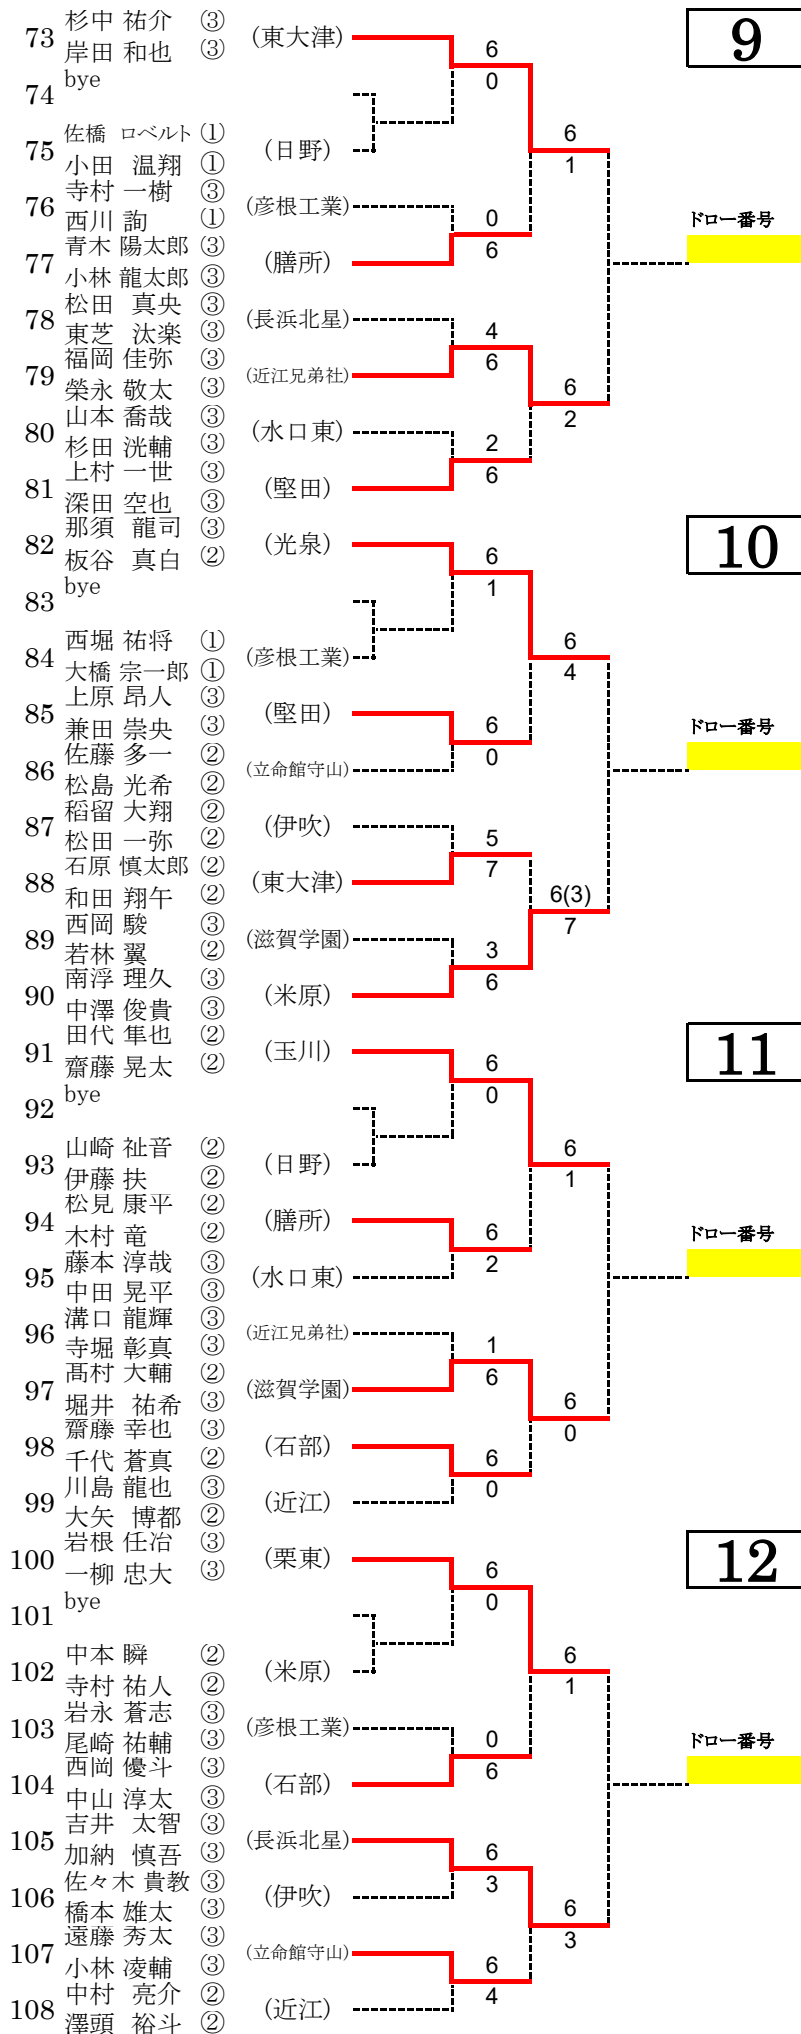 杉中 祐介 ③
73 (東大津)
岸田 和也 ③
6
0
9
bye
74
佐橋 ロベルト ①
75 (日野)
小田 温翔 ①
6
1
寺村 一樹 ③
76 (彦根工業)
西川 詢 ①
0
6
ドロー番号
青木 陽太郎 ③
77 (膳所)
小林 龍太郎 ③
松田 真央 ③
78 (長浜北星)
東芝 汰楽 ③
4
6
福岡 佳弥 ③
79 (近江兄弟社)
榮永 敬太 ③
6
2
山本 喬哉 ③
80 (水口東)
杉田 洸輔 ③
2
6
上村 一世 ③
81 (堅田)
深田 空也 ③
那須 龍司 ③
82 (光泉)
板谷 真白 ②
6
1
10
bye
83
西堀 祐将 ①
84 (彦根工業)
大橋 宗一郎 ①
6
4
上原 昂人 ③
85 (堅田)
兼田 崇央 ③
6
0
ドロー番号
佐藤 多一 ②
86 (立命館守山)
松島 光希 ②
稻留 大翔 ②
87 (伊吹)
松田 一弥 ②
5
7
石原 慎太郎 ②
88 (東大津)
和田 翔午 ②
6(3)
7
西岡 駿 ③
89 (滋賀学園)
若林 翼 ②
3
6
南浮 理久 ③
90 (米原)
中澤 俊貴 ③
田代 隼也 ②
91 (玉川)
齋藤 晃太 ②
6
0
11
bye
92
山崎 祉音 ②
93 (日野)
伊藤 扶 ②
6
1
松見 康平 ②
94 (膳所)
木村 竜 ②
6
2
ドロー番号
藤本 淳哉 ③
95 (水口東)
中田 晃平 ③
溝口 龍輝 ③
96 (近江兄弟社)
寺堀 彰真 ③
1
6
髙村 大輔 ②
97 (滋賀学園)
堀井 祐希 ③
6
0
齋藤 幸也 ③
98 (石部)
千代 蒼真 ②
6
0
川島 龍也 ③
99 (近江)
大矢 博都 ②
岩根 任冶 ③
100 (栗東)
一柳 忠大 ③
6
0
12
bye
101
中本 瞬 ②
102 (米原)
寺村 祐人 ②
6
1
岩永 蒼志 ③
103 (彦根工業)
尾崎 祐輔 ③
0
6
ドロー番号
西岡 優斗 ③
104 (石部)
中山 淳太 ③
吉井 太智 ③
105 (長浜北星)
加納 慎吾 ③
6
3
佐々木 貴教 ③
106 (伊吹)
橋本 雄太 ③
6
3
遠藤 秀太 ③
107 (立命館守山)
小林 凌輔 ③
6
4
中村 亮介 ②
108 (近江)
澤頭 裕斗 ②